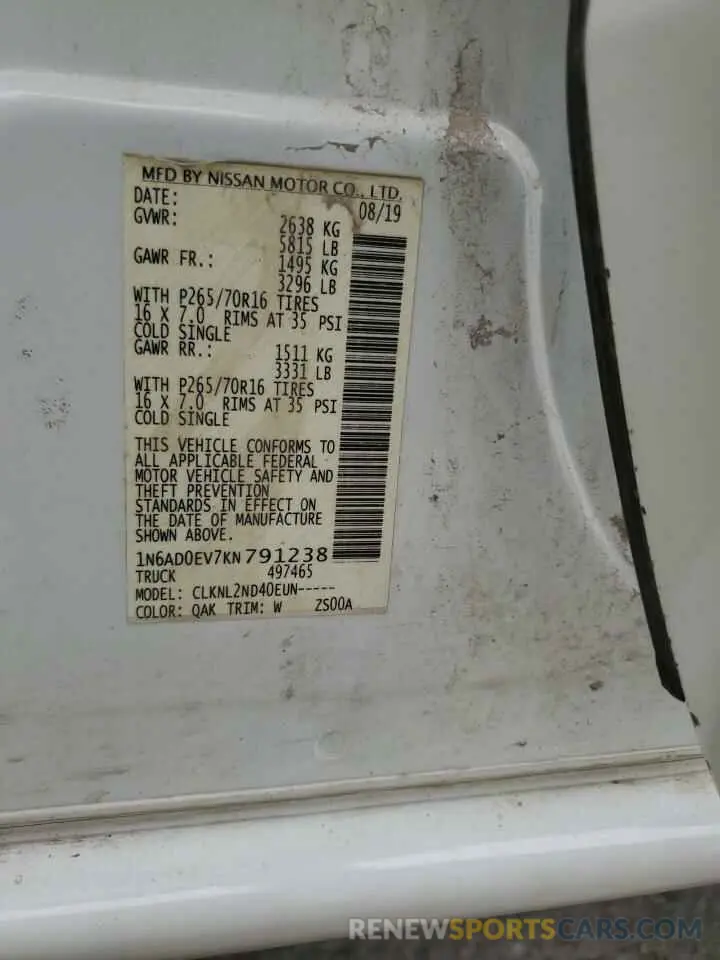 MFD BY NISSAN MOTOR CO., LTD.
DATE: 08/19
GVWR: 2638 KG
5815 LB
GAWR FR.: 1495 KG
3296 LB
WITH P265/70R16 TIRES
16 X 7.0 RIMS AT 35 PSI
COLD SINGLE
GAWR RR.: 1511 KG
3331 LB
WITH P265/70R16 TIRES
16 X 7.0 RIMS AT 35 PSI
COLD SINGLE
THIS VEHICLE CONFORMS TO
ALL APPLICABLE FEDERAL
MOTOR VEHICLE SAFETY AND
THEFT PREVENTION
STANDARDS IN EFFECT ON
THE DATE OF MANUFACTURE
SHOWN ABOVE.
1N6AD0EV7KN791238
TRUCK 497465
MODEL: CLKNL2ND40EUN-----
COLOR: QAK TRIM: W ZS00A
RENEWSPORTSCARS.COM